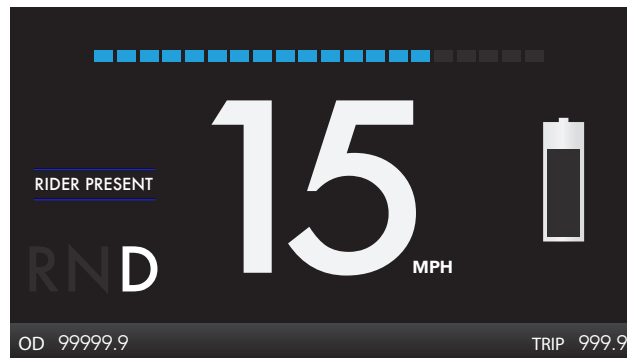 15
MPH
RIDER PRESENT
RND
OD 99999.9
TRIP 999.9